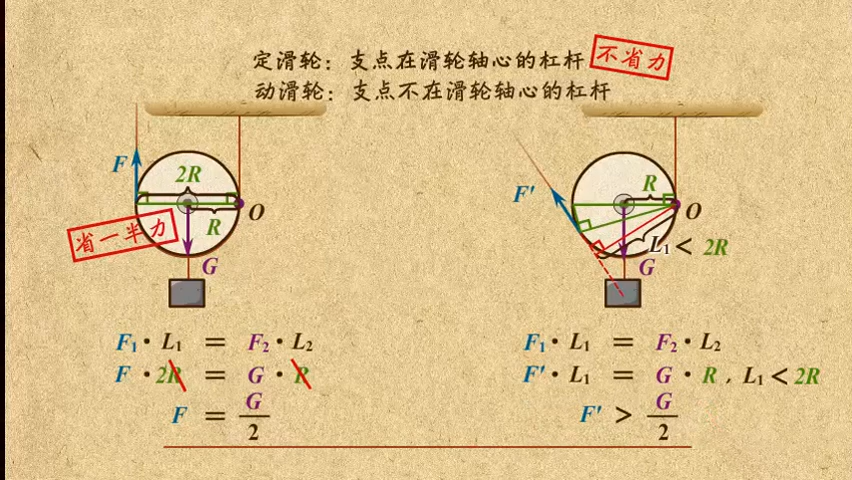 定滑轮：支点在滑轮轴心的杠杆 不省力
动滑轮：支点不在滑轮轴心的杠杆
F 2R R O G
省一半力
F' R O L₁ < 2R G
F₁ · L₁ = F₂ · L₂
F · 2R = G · R
F = G/2
F₁ · L₁ = F₂ · L₂
F' · L₁ = G · R , L₁ < 2R
F' > G/2